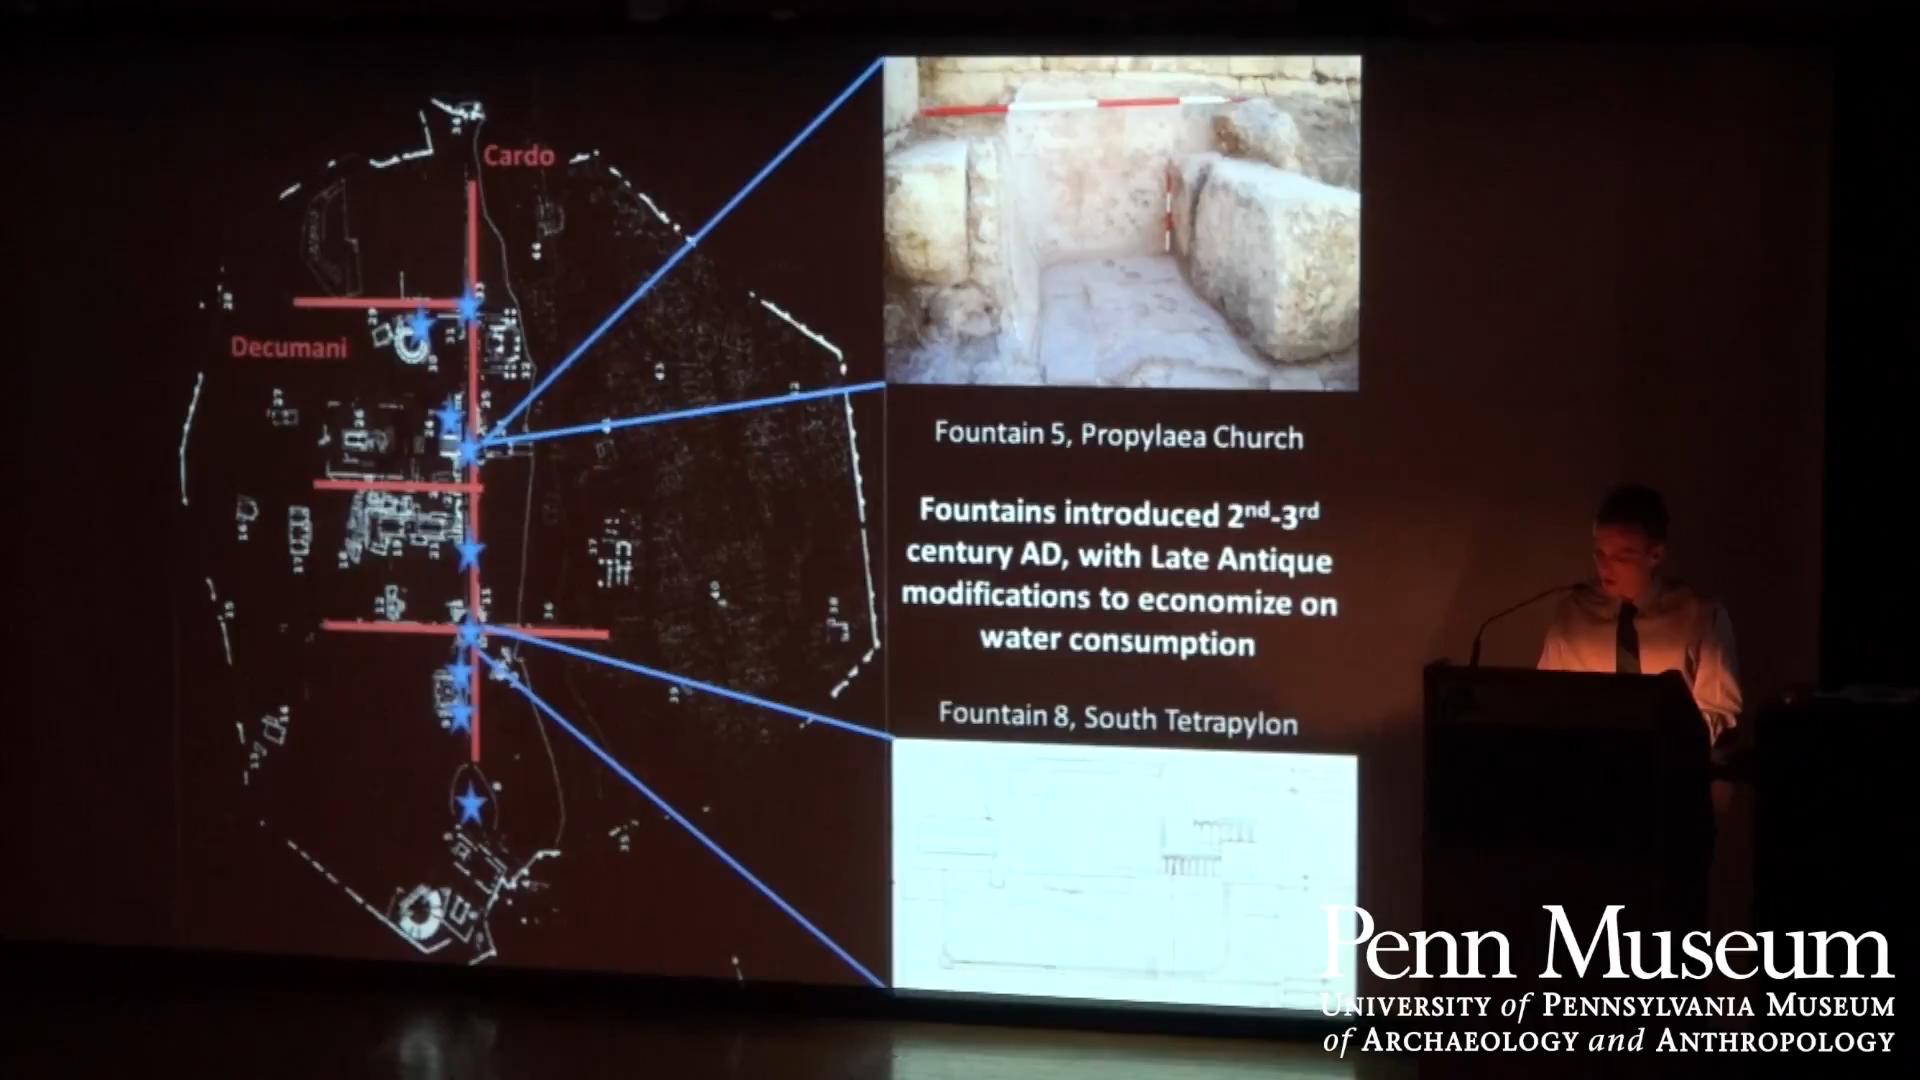 Cardo
Decumani
Fountain 5, Propylaea Church
Fountains introduced 2nd-3rd
century AD, with Late Antique
modifications to economize on
water consumption
Fountain 8, South Tetrapylon
Penn Museum
UNIVERSITY of PENNSYLVANIA MUSEUM
of ARCHAEOLOGY and ANTHROPOLOGY